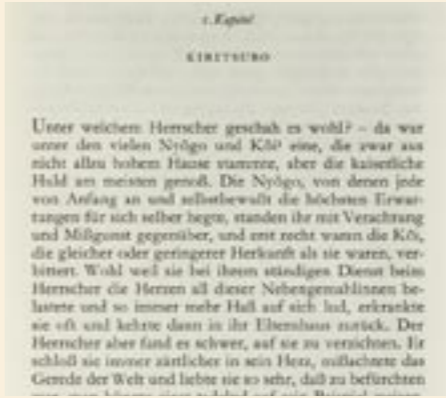 1. Kapitel
KIRITSUBO
Unter welchem Herrscher geschah es wohl? – da war
unter den vielen Nyōgo und Kōi eine, die zwar aus
nicht allzu hohem Hause stammte, aber die kaiserliche
Huld am meisten genoß. Die Nyōgo, von denen jede
von Anfang an und selbstbewußt die höchsten Erwar-
tungen für sich selber hegte, standen ihr mit Verachtung
und Mißgunst gegenüber, und erst recht waren die Kōi,
die gleicher oder geringerer Herkunft als sie waren, ver-
bittert. Wohl weil sie bei ihrem ständigen Dienst beim
Herrscher die Herzen all dieser Nebengemahlinnen be-
lastete und so immer mehr Haß auf sich lud, erkrankte
sie oft und kehrte dann in ihr Elternhaus zurück. Der
Herrscher aber fand es schwer, auf sie zu verzichten. Er
schloß sie immer zärtlicher in sein Herz, mißachtete das
Gerede der Welt und liebte sie so sehr, daß zu befürchten